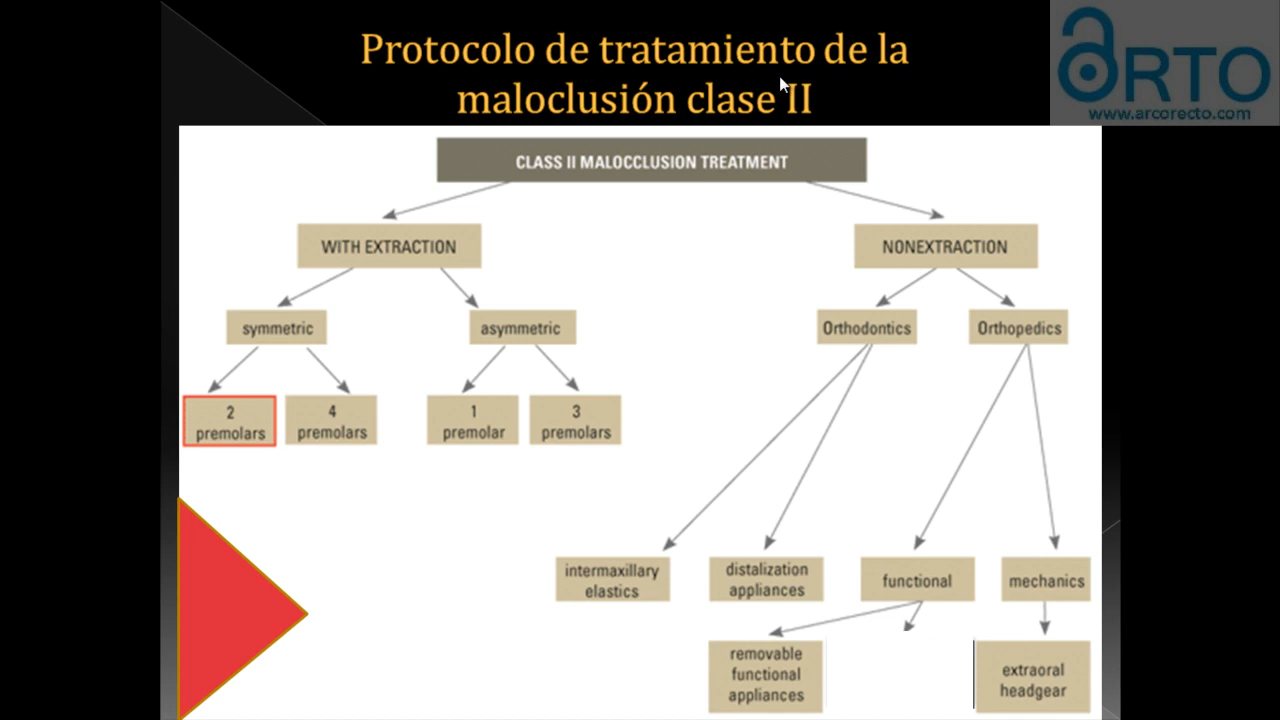 Protocolo de tratamiento de la
maloclusión clase II
ARTO
www.arcorecto.com
CLASS II MALOCCLUSION TREATMENT
WITH EXTRACTION
NONEXTRACTION
symmetric
asymmetric
Orthodontics
Orthopedics
2
premolars
4
premolars
1
premolar
3
premolars
intermaxillary
elastics
distalization
appliances
functional
mechanics
removable
functional
appliances
extraoral
headgear